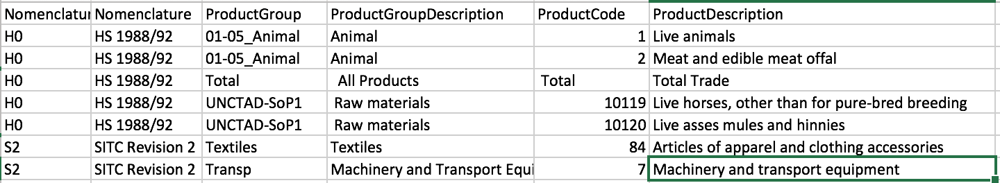 Nomenclatur Nomenclature ProductGroup ProductGroupDescription ProductCode ProductDescription
H0 HS 1988/92 01-05_Animal Animal 1 Live animals
H0 HS 1988/92 01-05_Animal Animal 2 Meat and edible meat offal
H0 HS 1988/92 Total All Products Total Total Trade
H0 HS 1988/92 UNCTAD-SoP1 Raw materials 10119 Live horses, other than for pure-bred breeding
H0 HS 1988/92 UNCTAD-SoP1 Raw materials 10120 Live asses mules and hinnies
S2 SITC Revision 2 Textiles Textiles 84 Articles of apparel and clothing accessories
S2 SITC Revision 2 Transp Machinery and Transport Equi 7 Machinery and transport equipment